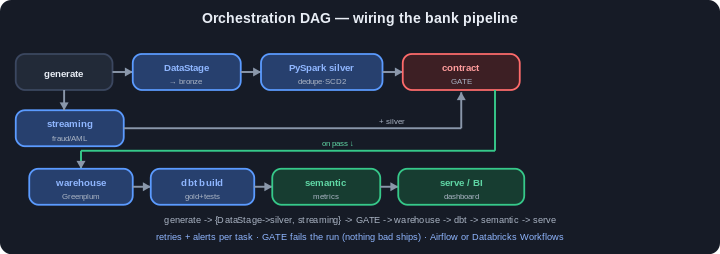 Orchestration DAG — wiring the bank pipeline
generate
DataStage
→ bronze
PySpark silver
dedupe·SCD2
contract
GATE
streaming
fraud/AML
+ silver
on pass ↓
warehouse
Greenplum
dbt build
gold+tests
semantic
metrics
serve / BI
dashboard
generate -> {DataStage->silver, streaming} -> GATE -> warehouse -> dbt -> semantic -> serve
retries + alerts per task · GATE fails the run (nothing bad ships) · Airflow or Databricks Workflows